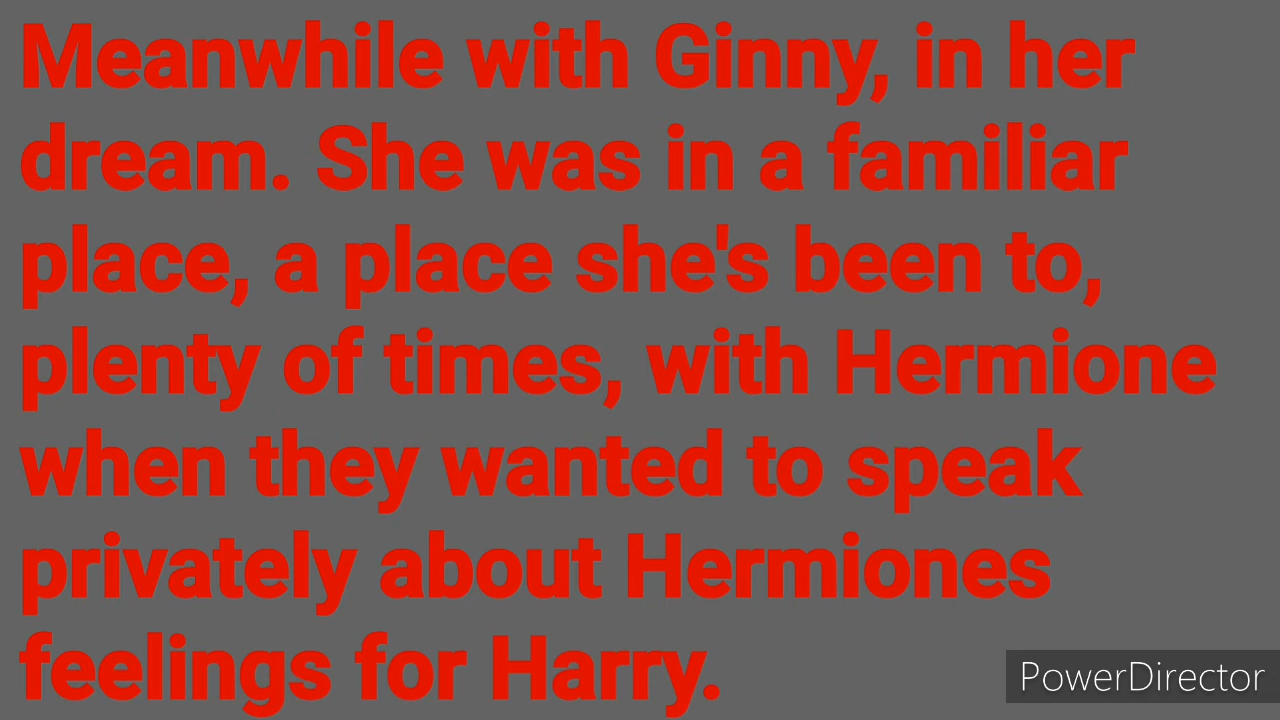 Meanwhile with Ginny, in her
dream. She was in a familiar
place, a place she's been to,
plenty of times, with Hermione
when they wanted to speak
privately about Hermiones
feelings for Harry.
PowerDirector